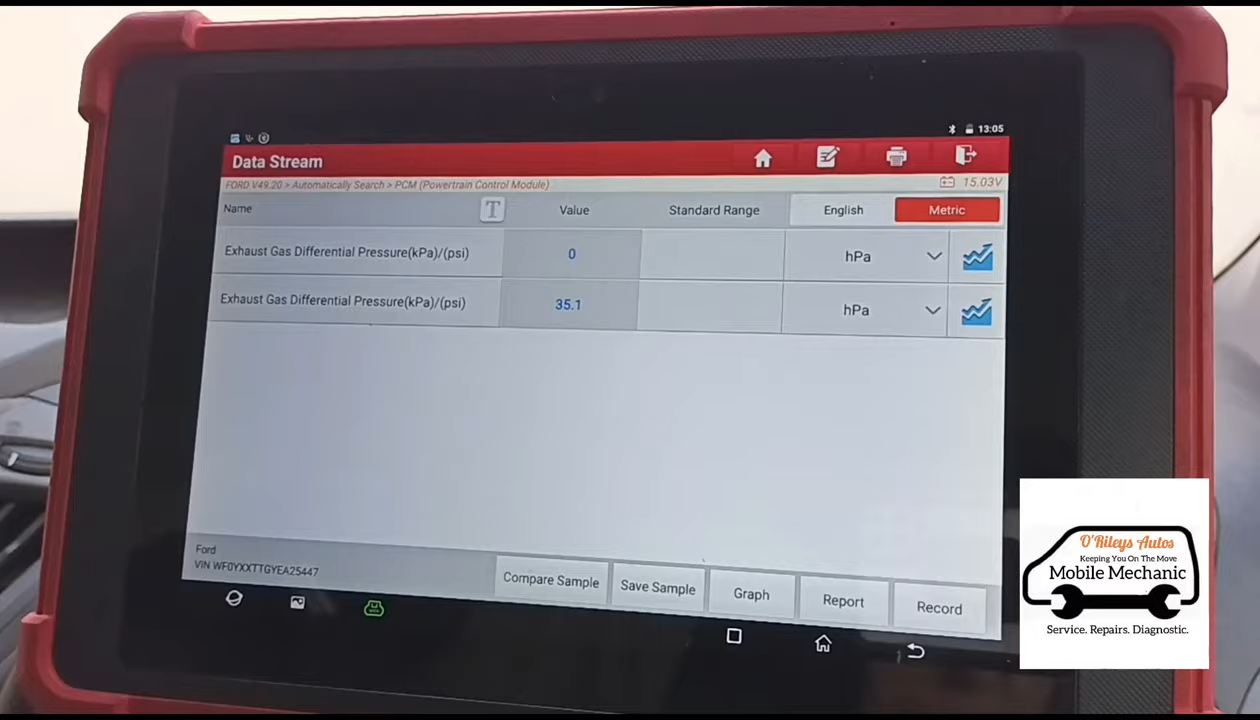 13:05
Data Stream
FORD V49.20 > Automatically Search > PCM (Powertrain Control Module)
15.03V
Name T Value Standard Range English Metric
Exhaust Gas Differential Pressure(kPa)/(psi) 0 hPa
Exhaust Gas Differential Pressure(kPa)/(psi) 35.1 hPa
Ford
VIN WF0YXXTTGYEA25447
Compare Sample Save Sample Graph Report Record
O'Rileys Autos
Keeping You On The Move
Mobile Mechanic
Service. Repairs. Diagnostic.